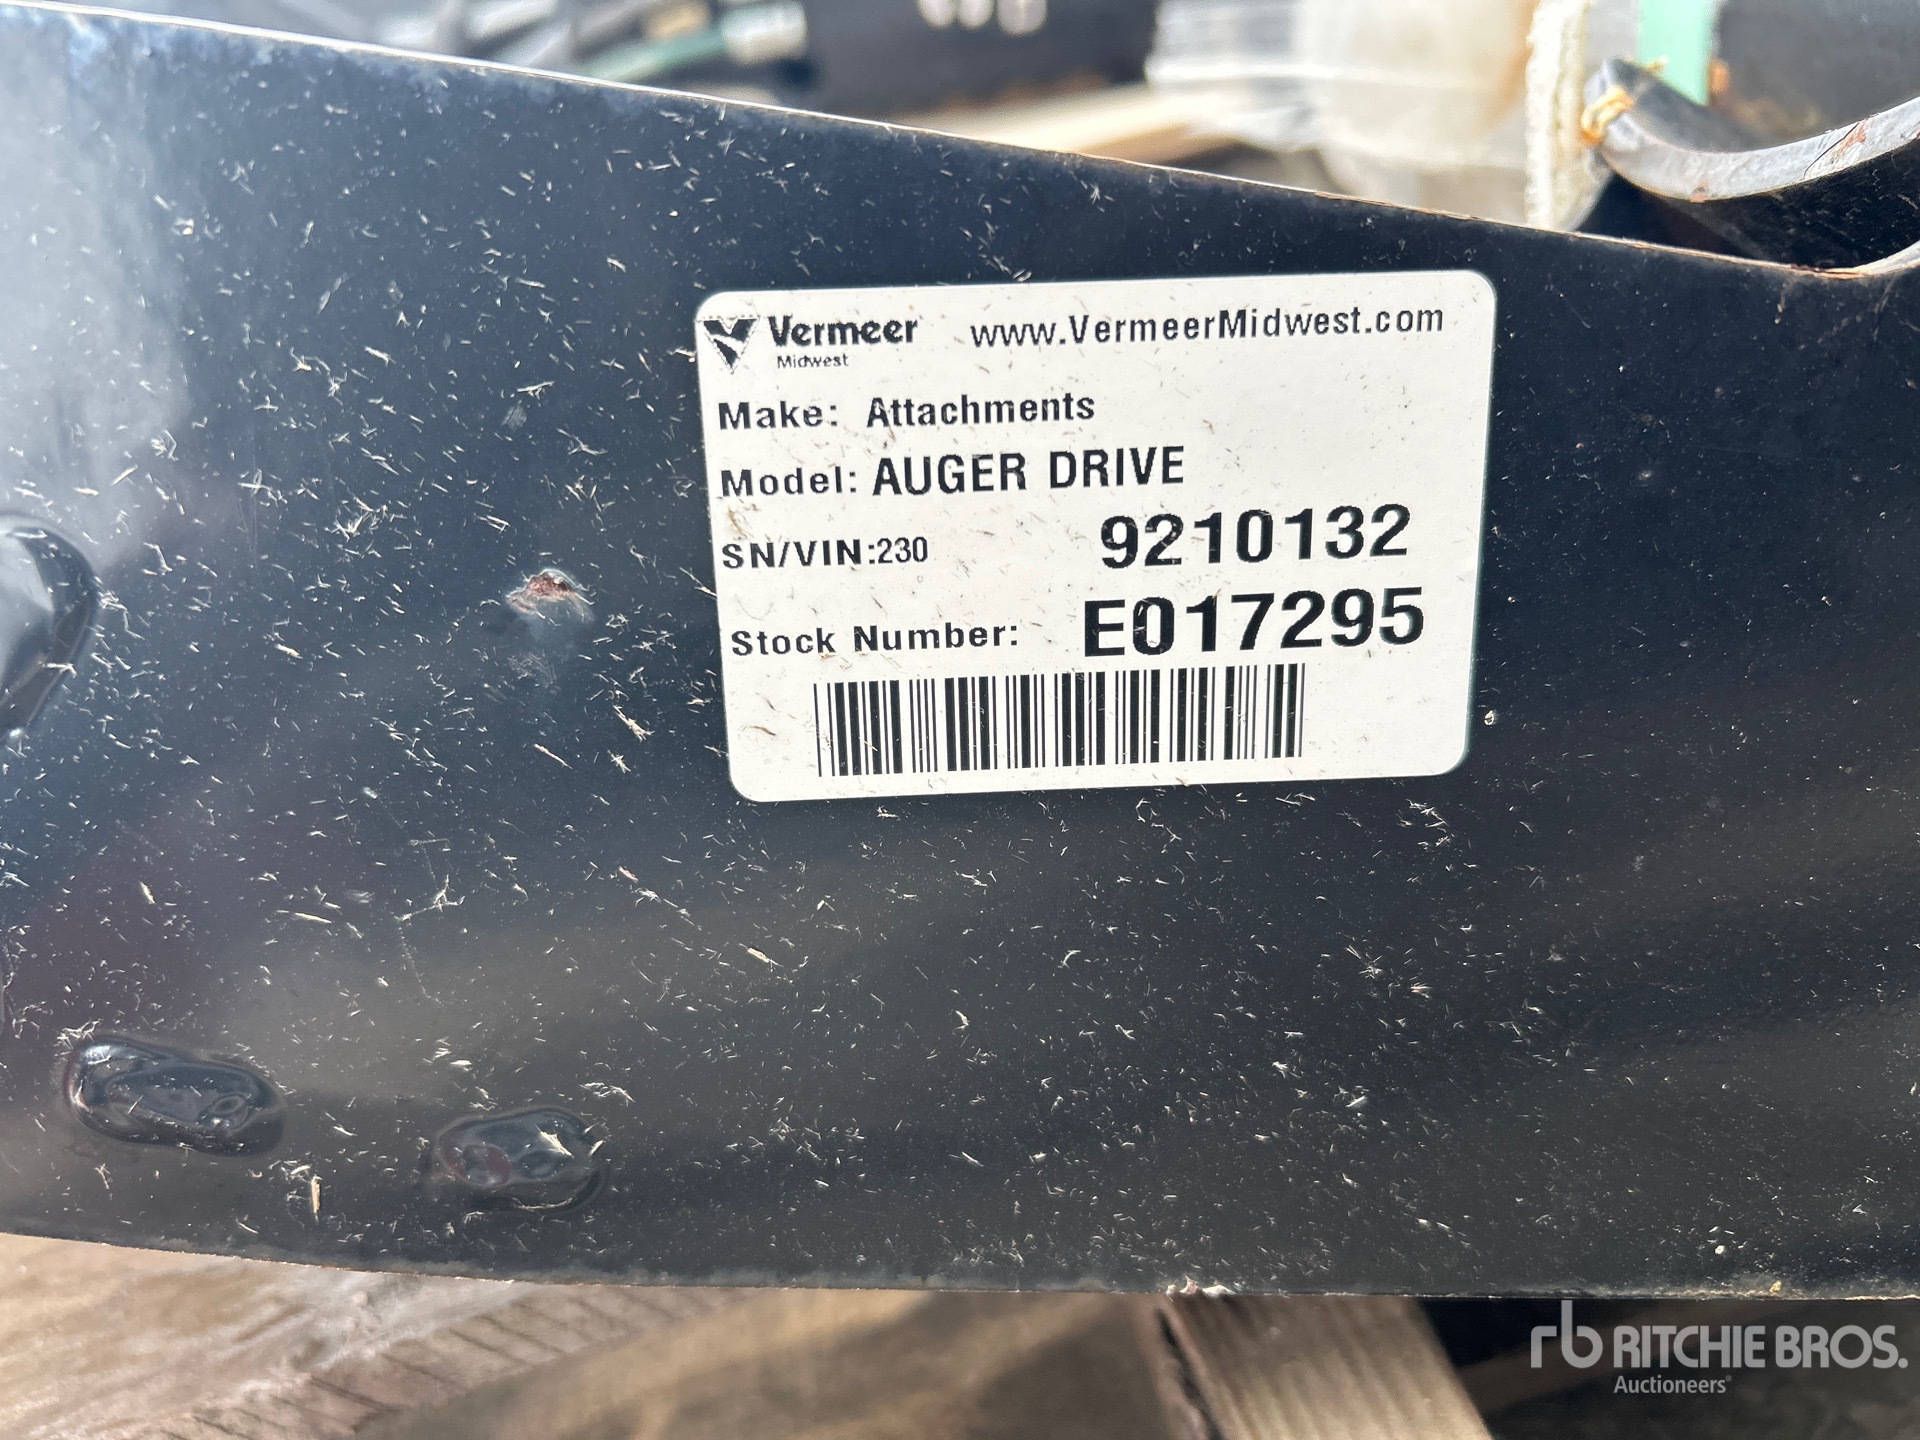 Vermeer www.VermeerMidwest.com
Midwest
Make: Attachments
Model: AUGER DRIVE
SN/VIN:230 9210132
Stock Number: E017295
rb RITCHIE BROS.
Auctioneers®